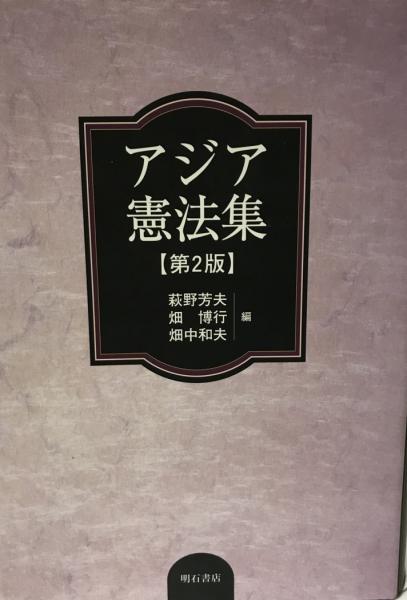 アジア
憲法集
【第2版】
萩野芳夫
畑 博行
畑中和夫
編
明石書店